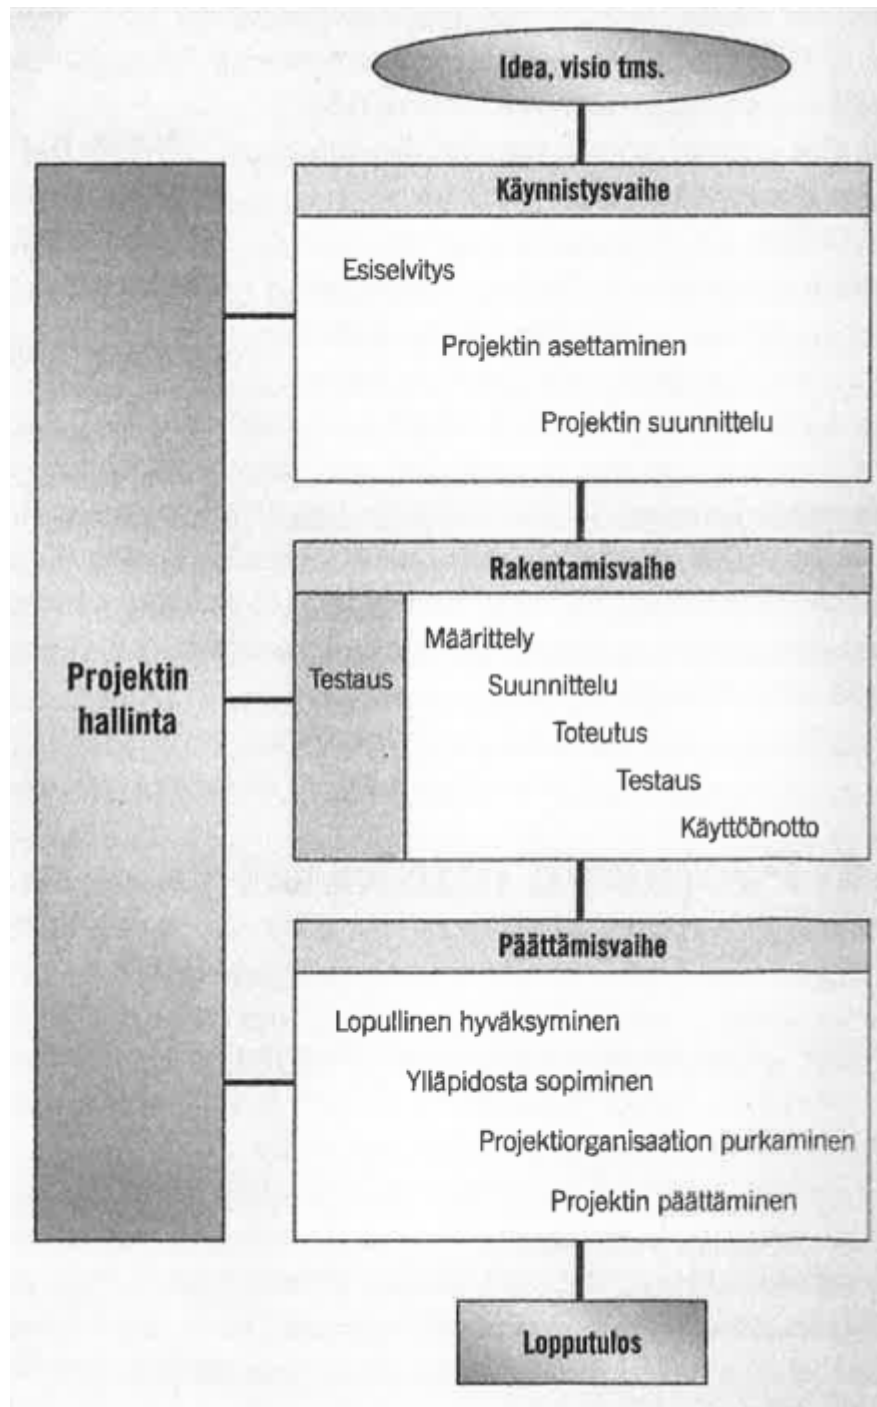 Idea, visio tms.
Käynnistysvaihe
Esiselvitys
Projektin asettaminen
Projektin suunnittelu
Projektin
hallinta
Rakentamisvaihe
Testaus
Määrittely
Suunnittelu
Toteutus
Testaus
Käyttöönotto
Päättämisvaihe
Lopullinen hyväksyminen
Ylläpidosta sopiminen
Projektiorganisaation purkaminen
Projektin päättäminen
Lopputulos